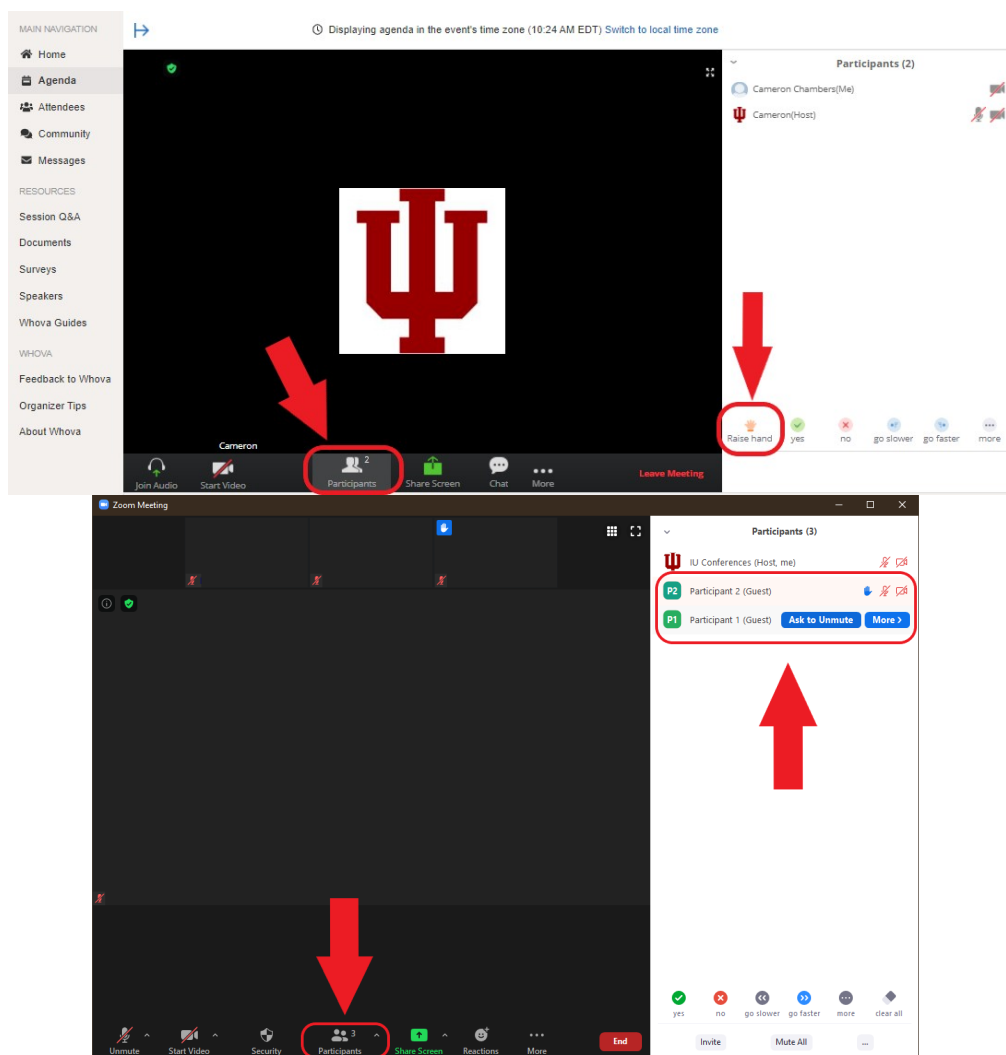 MAIN NAVIGATION
Home
Agenda
Attendees
Community
Messages
RESOURCES
Session Q&A
Documents
Surveys
Speakers
Whova Guides
WHOVA
Feedback to Whova
Organizer Tips
About Whova
Displaying agenda in the event's time zone (10:24 AM EDT) Switch to local time zone
Cameron
Join Audio Start Video Participants 2 Share Screen Chat More Leave Meeting
Participants (2)
Cameron Chambers(Me)
Cameron(Host)
Raise hand yes no go slower go faster more
Zoom Meeting
Participants (3)
IU Conferences (Host, me)
P2 Participant 2 (Guest)
P1 Participant 1 (Guest) Ask to Unmute More >
yes no go slower go faster more clear all
Invite Mute All ...
Unmute Start Video Security Participants 3 Share Screen Reactions More End